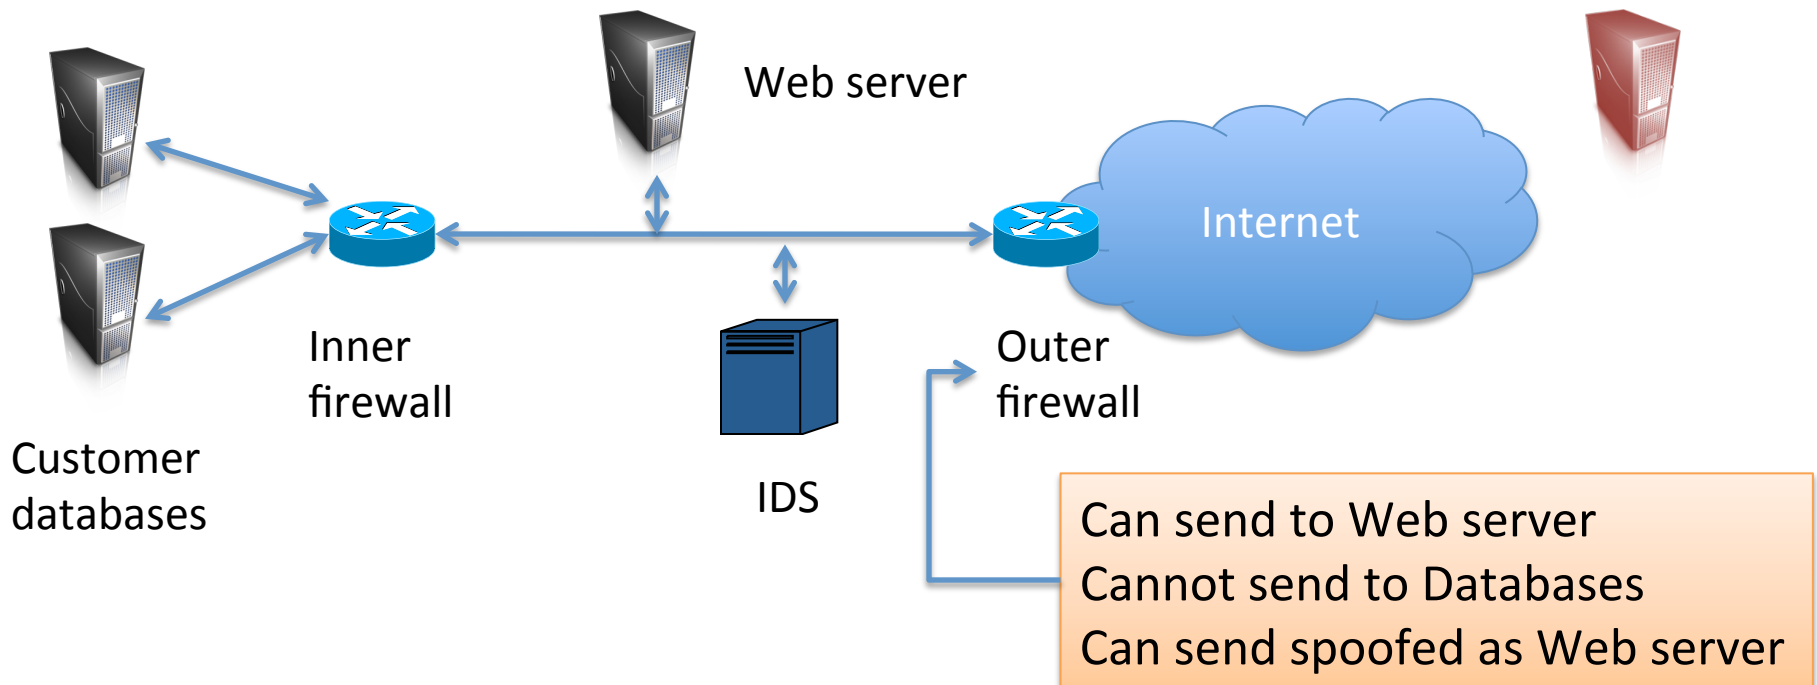 Web server
Internet
Inner
firewall
Outer
firewall
Customer
databases
IDS
Can send to Web server
Cannot send to Databases
Can send spoofed as Web server